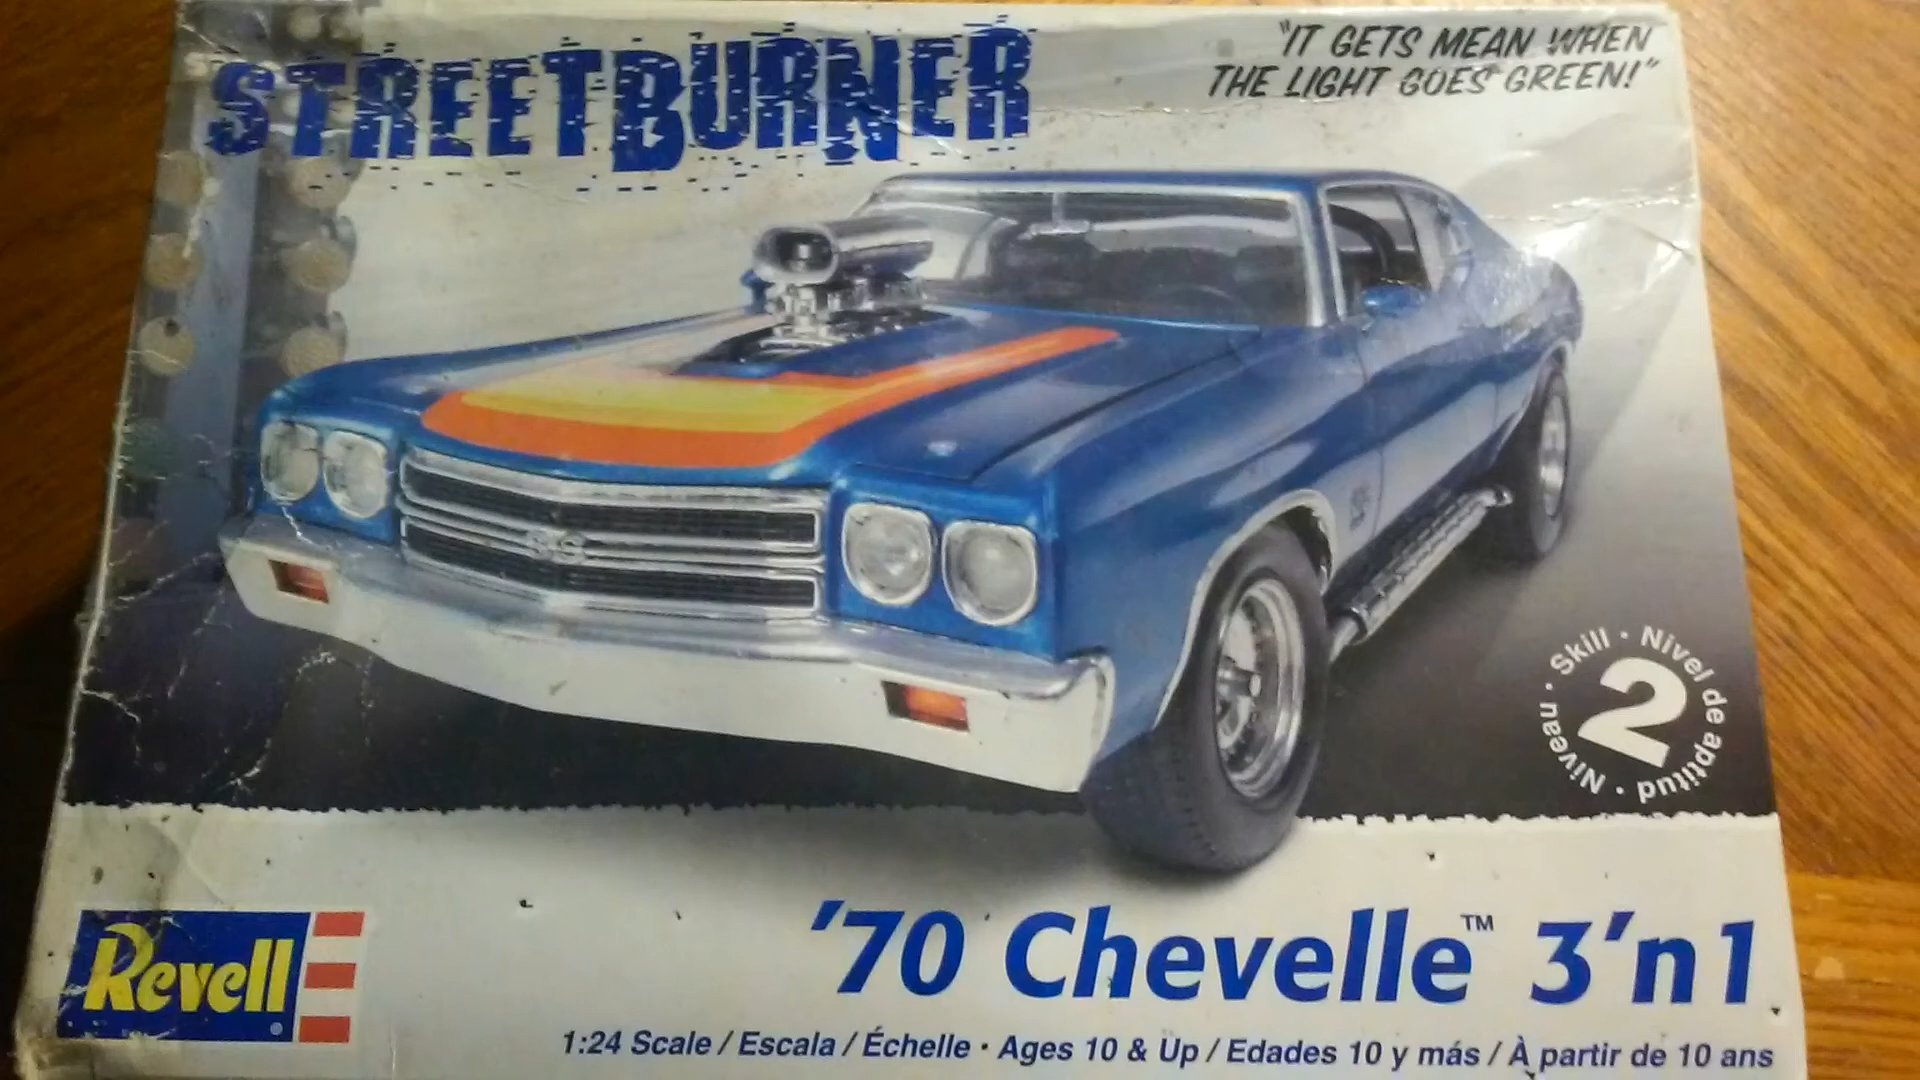 STREETBURNER
"IT GETS MEAN WHEN
THE LIGHT GOES GREEN!"
SS
Skill • Nivel de aptitud • Niveau •
2
Revell
'70 Chevelle™ 3'n1
1:24 Scale / Escala / Échelle • Ages 10 & Up / Edades 10 y más / À partir de 10 ans